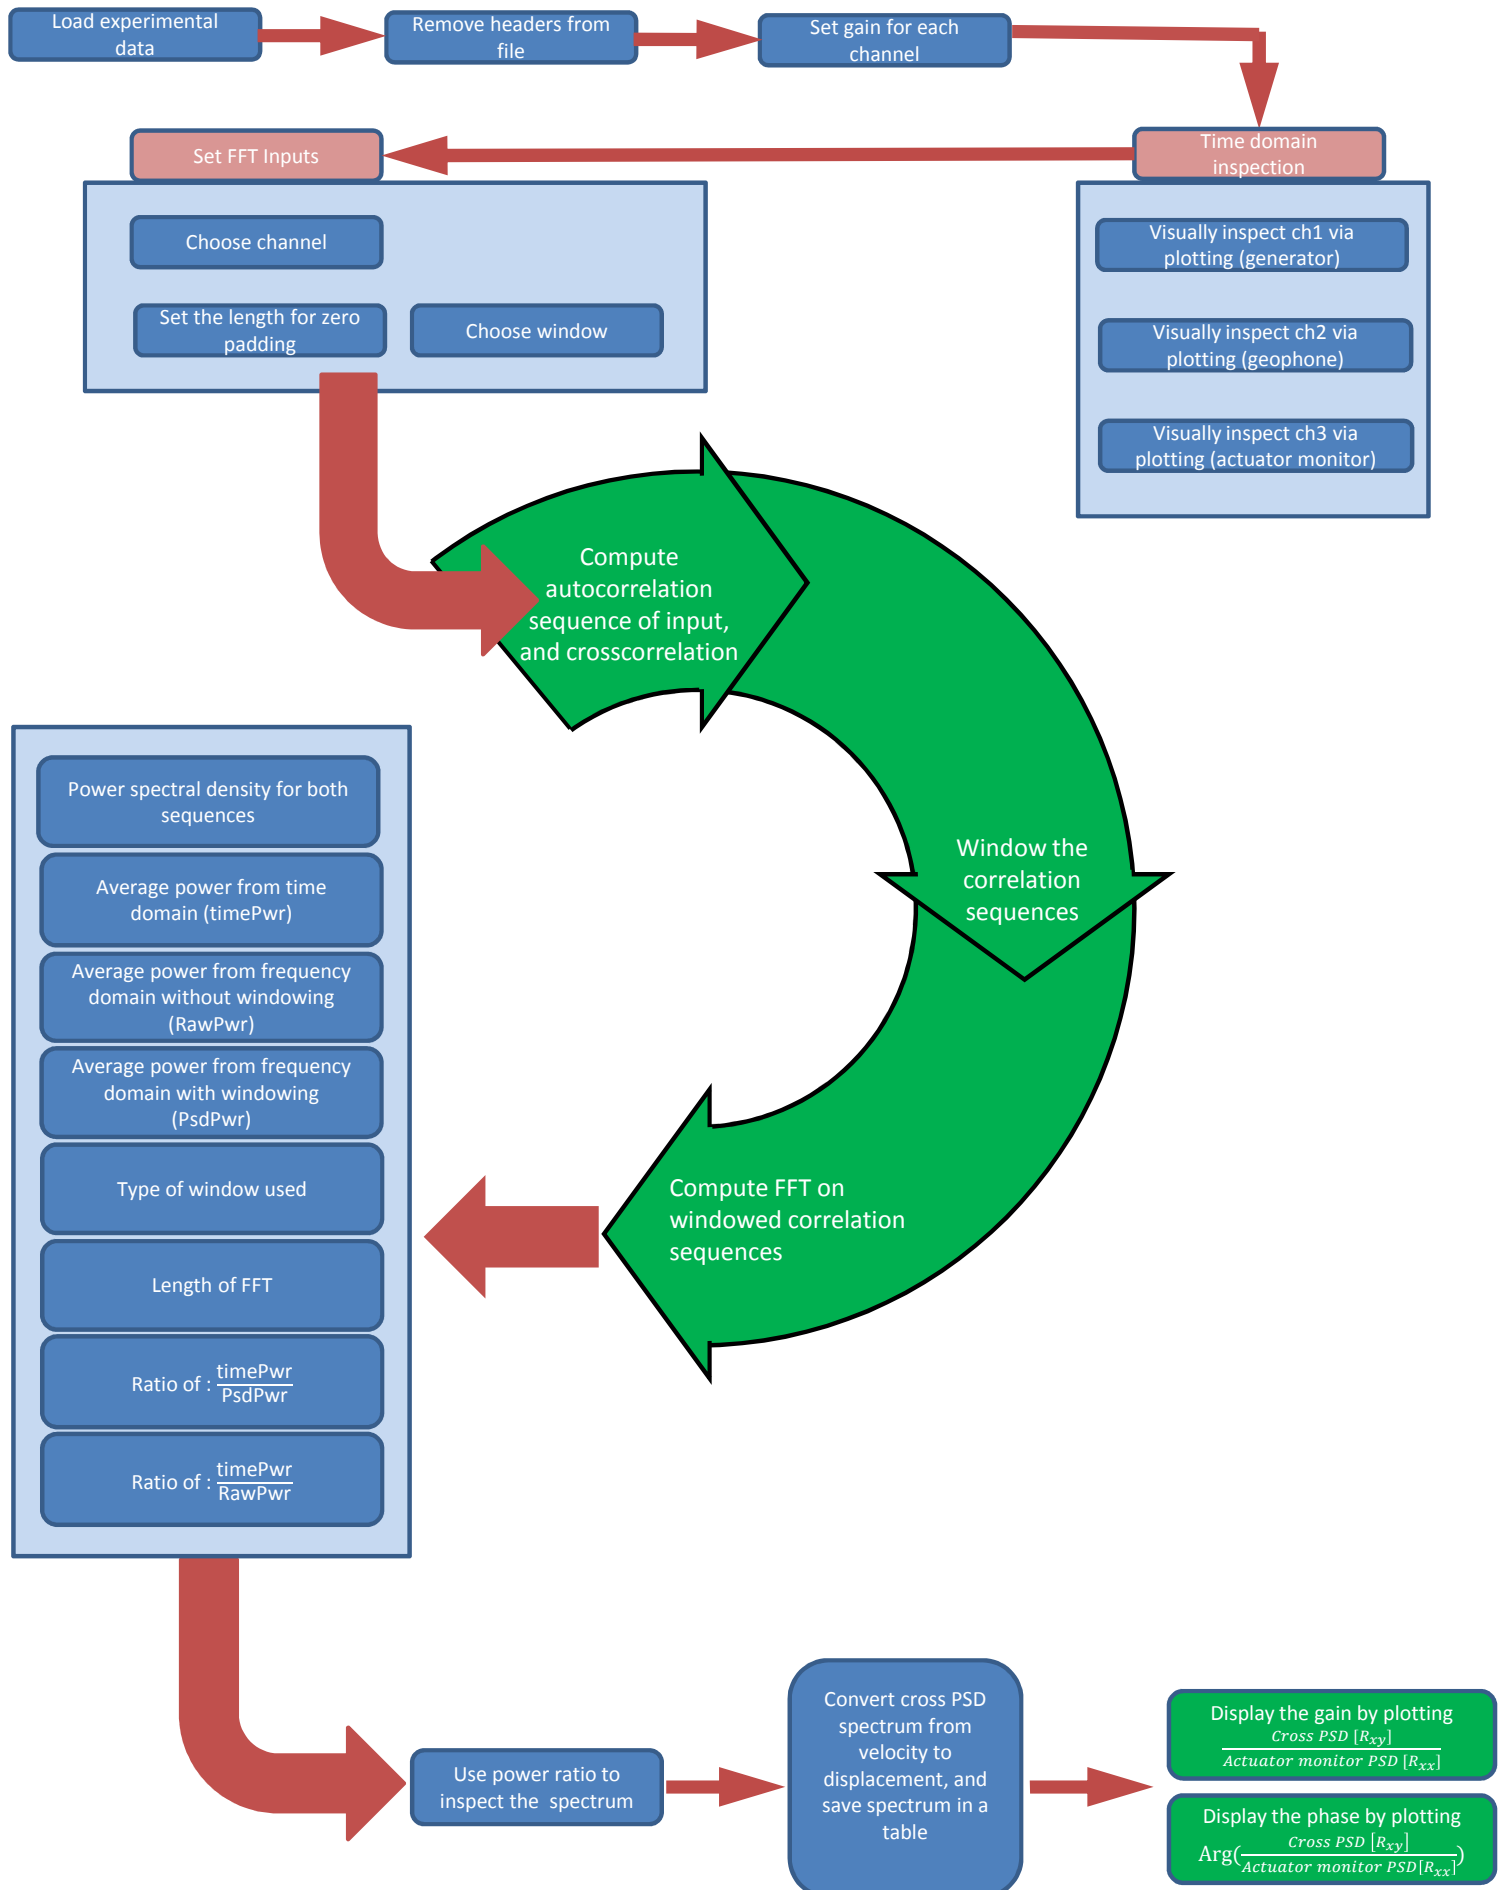 Load experimental
data
Remove headers from
file
Set gain for each
channel
Time domain
inspection
Set FFT Inputs
Choose channel
Set the length for zero
padding
Choose window
Visually inspect ch1 via
plotting (generator)
Visually inspect ch2 via
plotting (geophone)
Visually inspect ch3 via
plotting (actuator monitor)
Compute
autocorrelation
sequence of input,
and crosscorrelation
Window the
correlation
sequences
Compute FFT on
windowed correlation
sequences
Power spectral density for both
sequences
Average power from time
domain (timePwr)
Average power from frequency
domain without windowing
(RawPwr)
Average power from frequency
domain with windowing
(PsdPwr)
Type of window used
Length of FFT
Ratio of : timePwr
PsdPwr
Ratio of : timePwr
RawPwr
Use power ratio to
inspect the spectrum
Convert cross PSD
spectrum from
velocity to
displacement, and
save spectrum in a
table
Display the gain by plotting
Cross PSD [Rxy]
Actuator monitor PSD [Rxx]
Display the phase by plotting
Arg(Cross PSD [Rxy]
Actuator monitor PSD[Rxx])